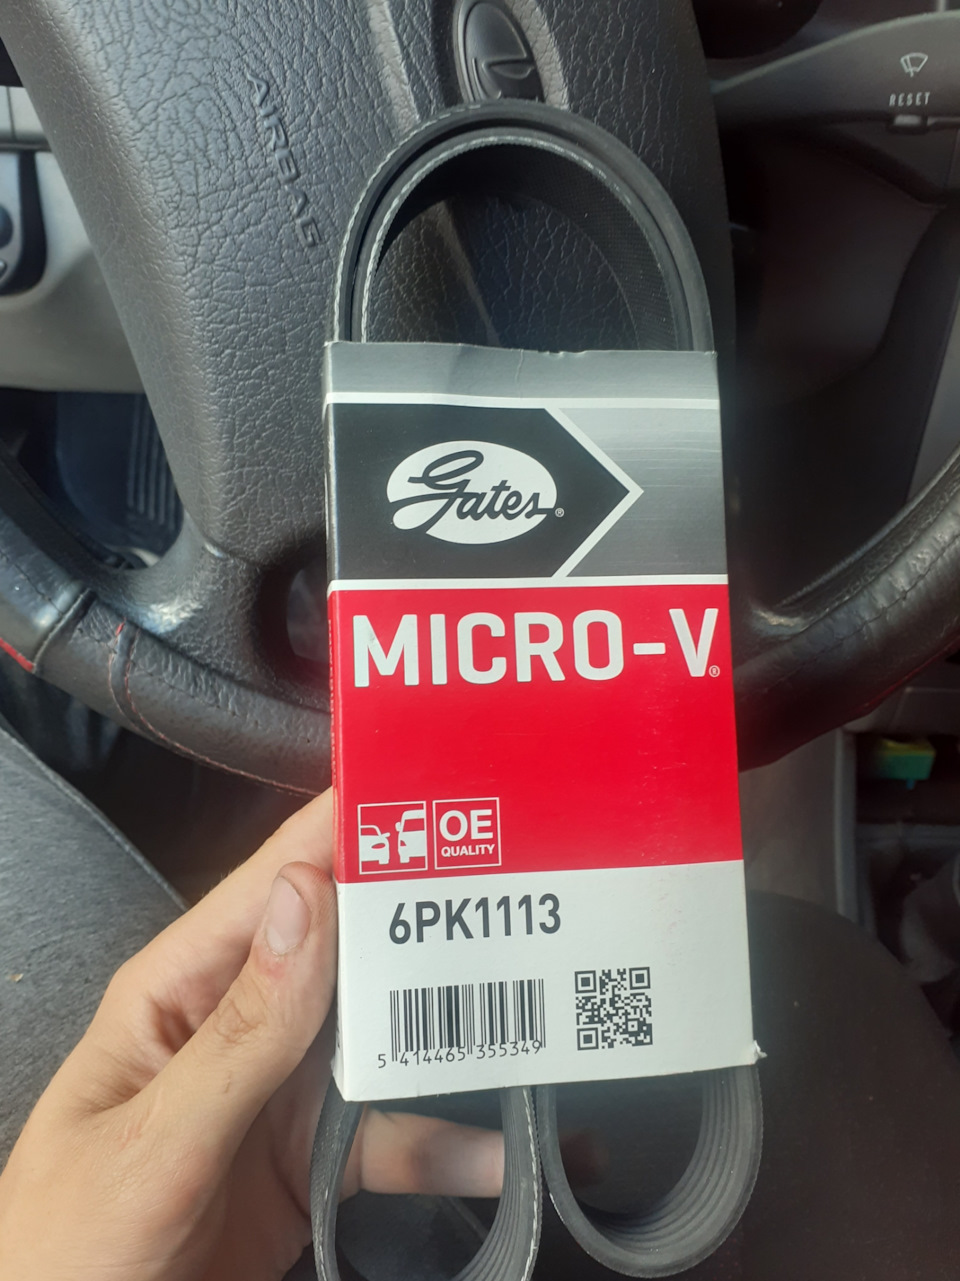 RESET
AIRBAG
Gates®
MICRO-V®
OE
QUALITY
6PK1113
5 414465 355349